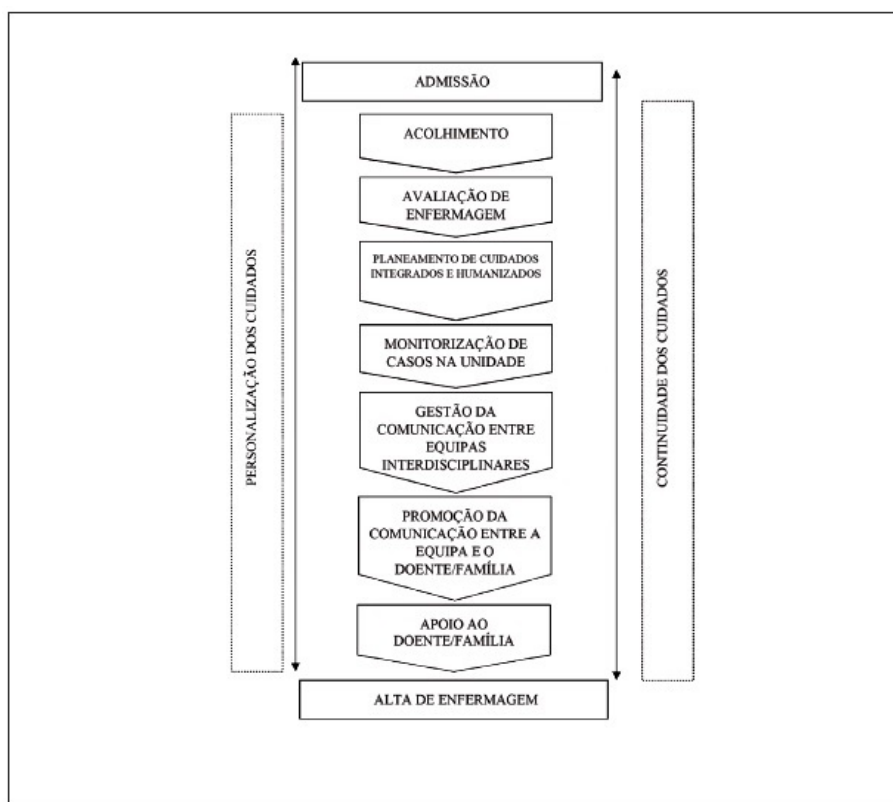 ADMISSÃO
ACOLHIMENTO
AVALIAÇÃO DE
ENFERMAGEM
PLANEAMENTO DE CUIDADOS
INTEGRADOS E HUMANIZADOS
MONITORIZAÇÃO DE
CASOS NA UNIDADE
GESTÃO DA
COMUNICAÇÃO ENTRE
EQUIPAS
INTERDISCIPLINARES
PROMOÇÃO DA
COMUNICAÇÃO ENTRE A
EQUIPA E O
DOENTE/FAMÍLIA
APOIO AO
DOENTE/FAMÍLIA
ALTA DE ENFERMAGEM
PERSONALIZAÇÃO DOS CUIDADOS
CONTINUIDADE DOS CUIDADOS